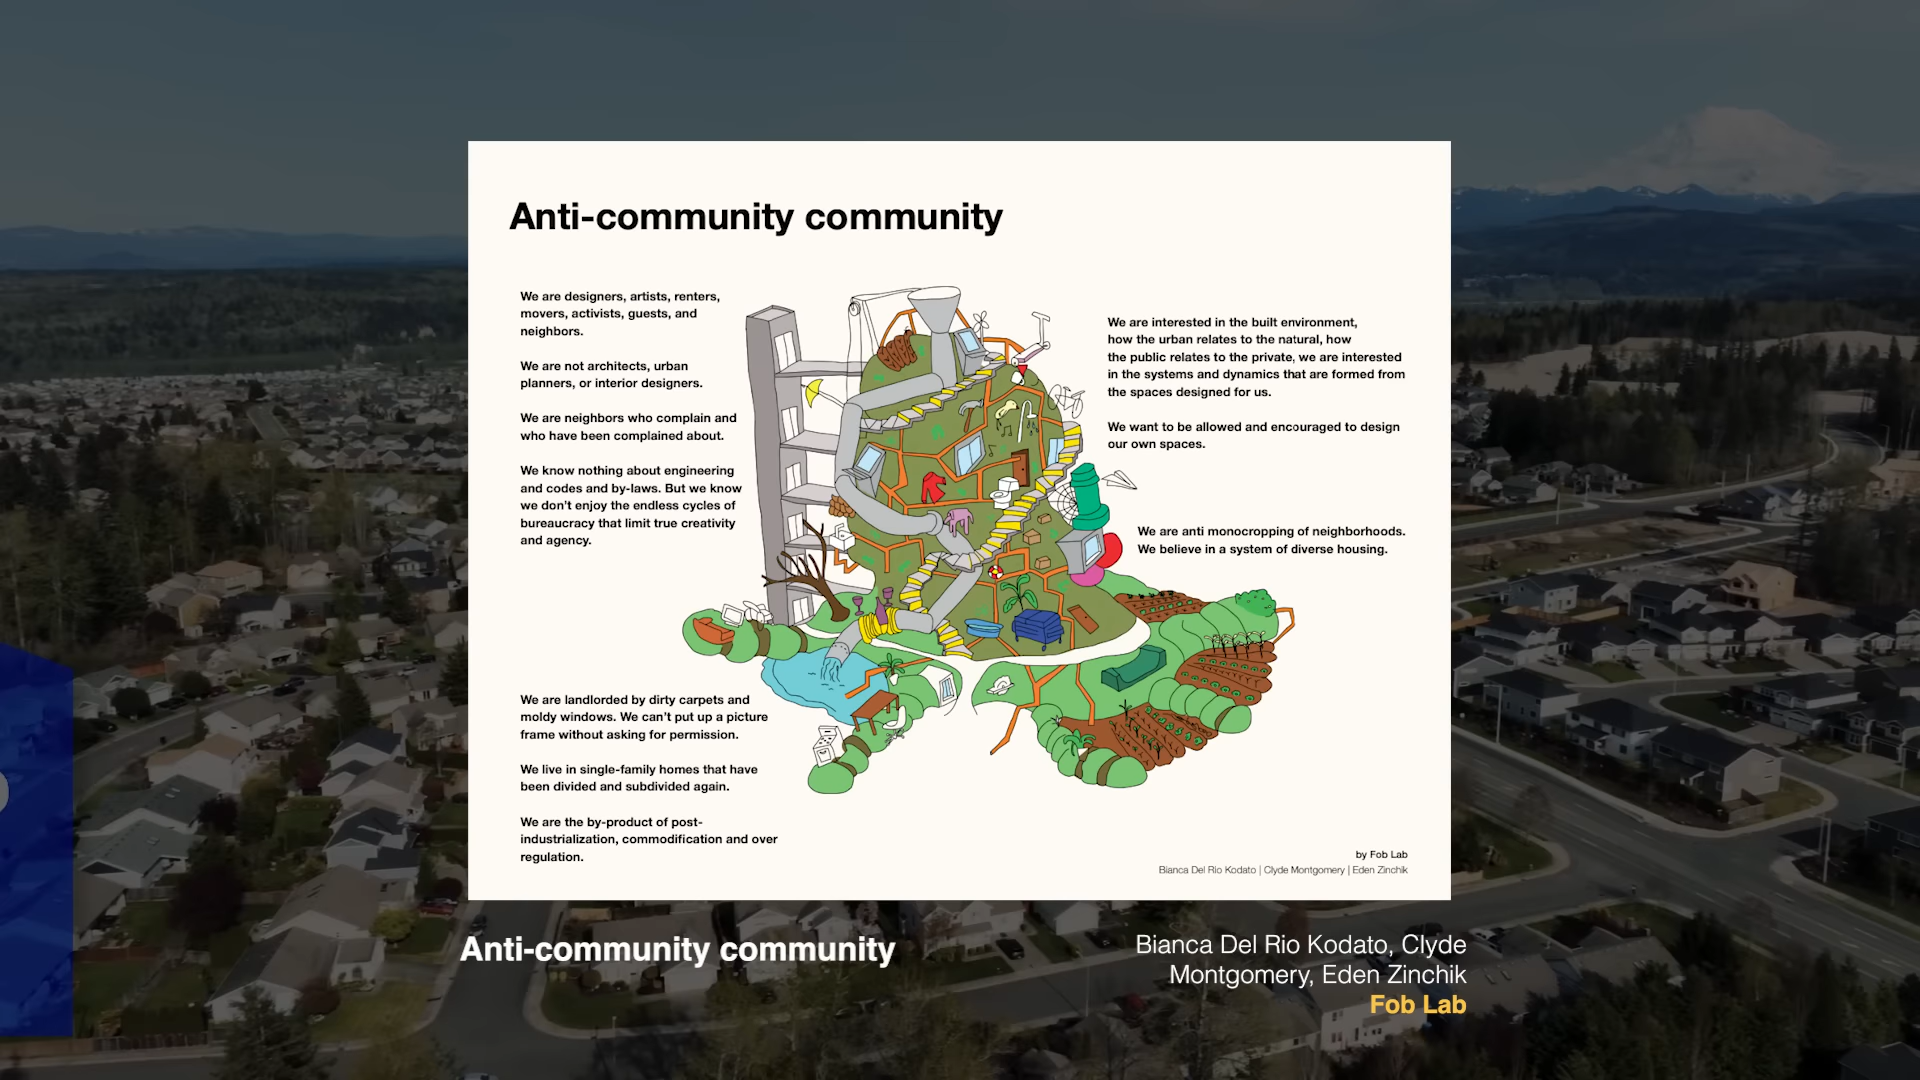 Anti-community community
We are designers, artists, renters,
movers, activists, guests, and
neighbors.
We are not architects, urban
planners, or interior designers.
We are neighbors who complain and
who have been complained about.
We know nothing about engineering
and codes and by-laws. But we know
we don't enjoy the endless cycles of
bureaucracy that limit true creativity
and agency.
We are landlorded by dirty carpets and
moldy windows. We can't put up a picture
frame without asking for permission.
We live in single-family homes that have
been divided and subdivided again.
We are the by-product of post-
industrialization, commodification and over
regulation.
We are interested in the built environment,
how the urban relates to the natural, how
the public relates to the private, we are interested
in the systems and dynamics that are formed from
the spaces designed for us.
We want to be allowed and encouraged to design
our own spaces.
We are anti monocropping of neighborhoods.
We believe in a system of diverse housing.
by Fob Lab
Bianca Del Rio Kodato | Clyde Montgomery | Eden Zinchik
Anti-community community
Bianca Del Rio Kodato, Clyde
Montgomery, Eden Zinchik
Fob Lab